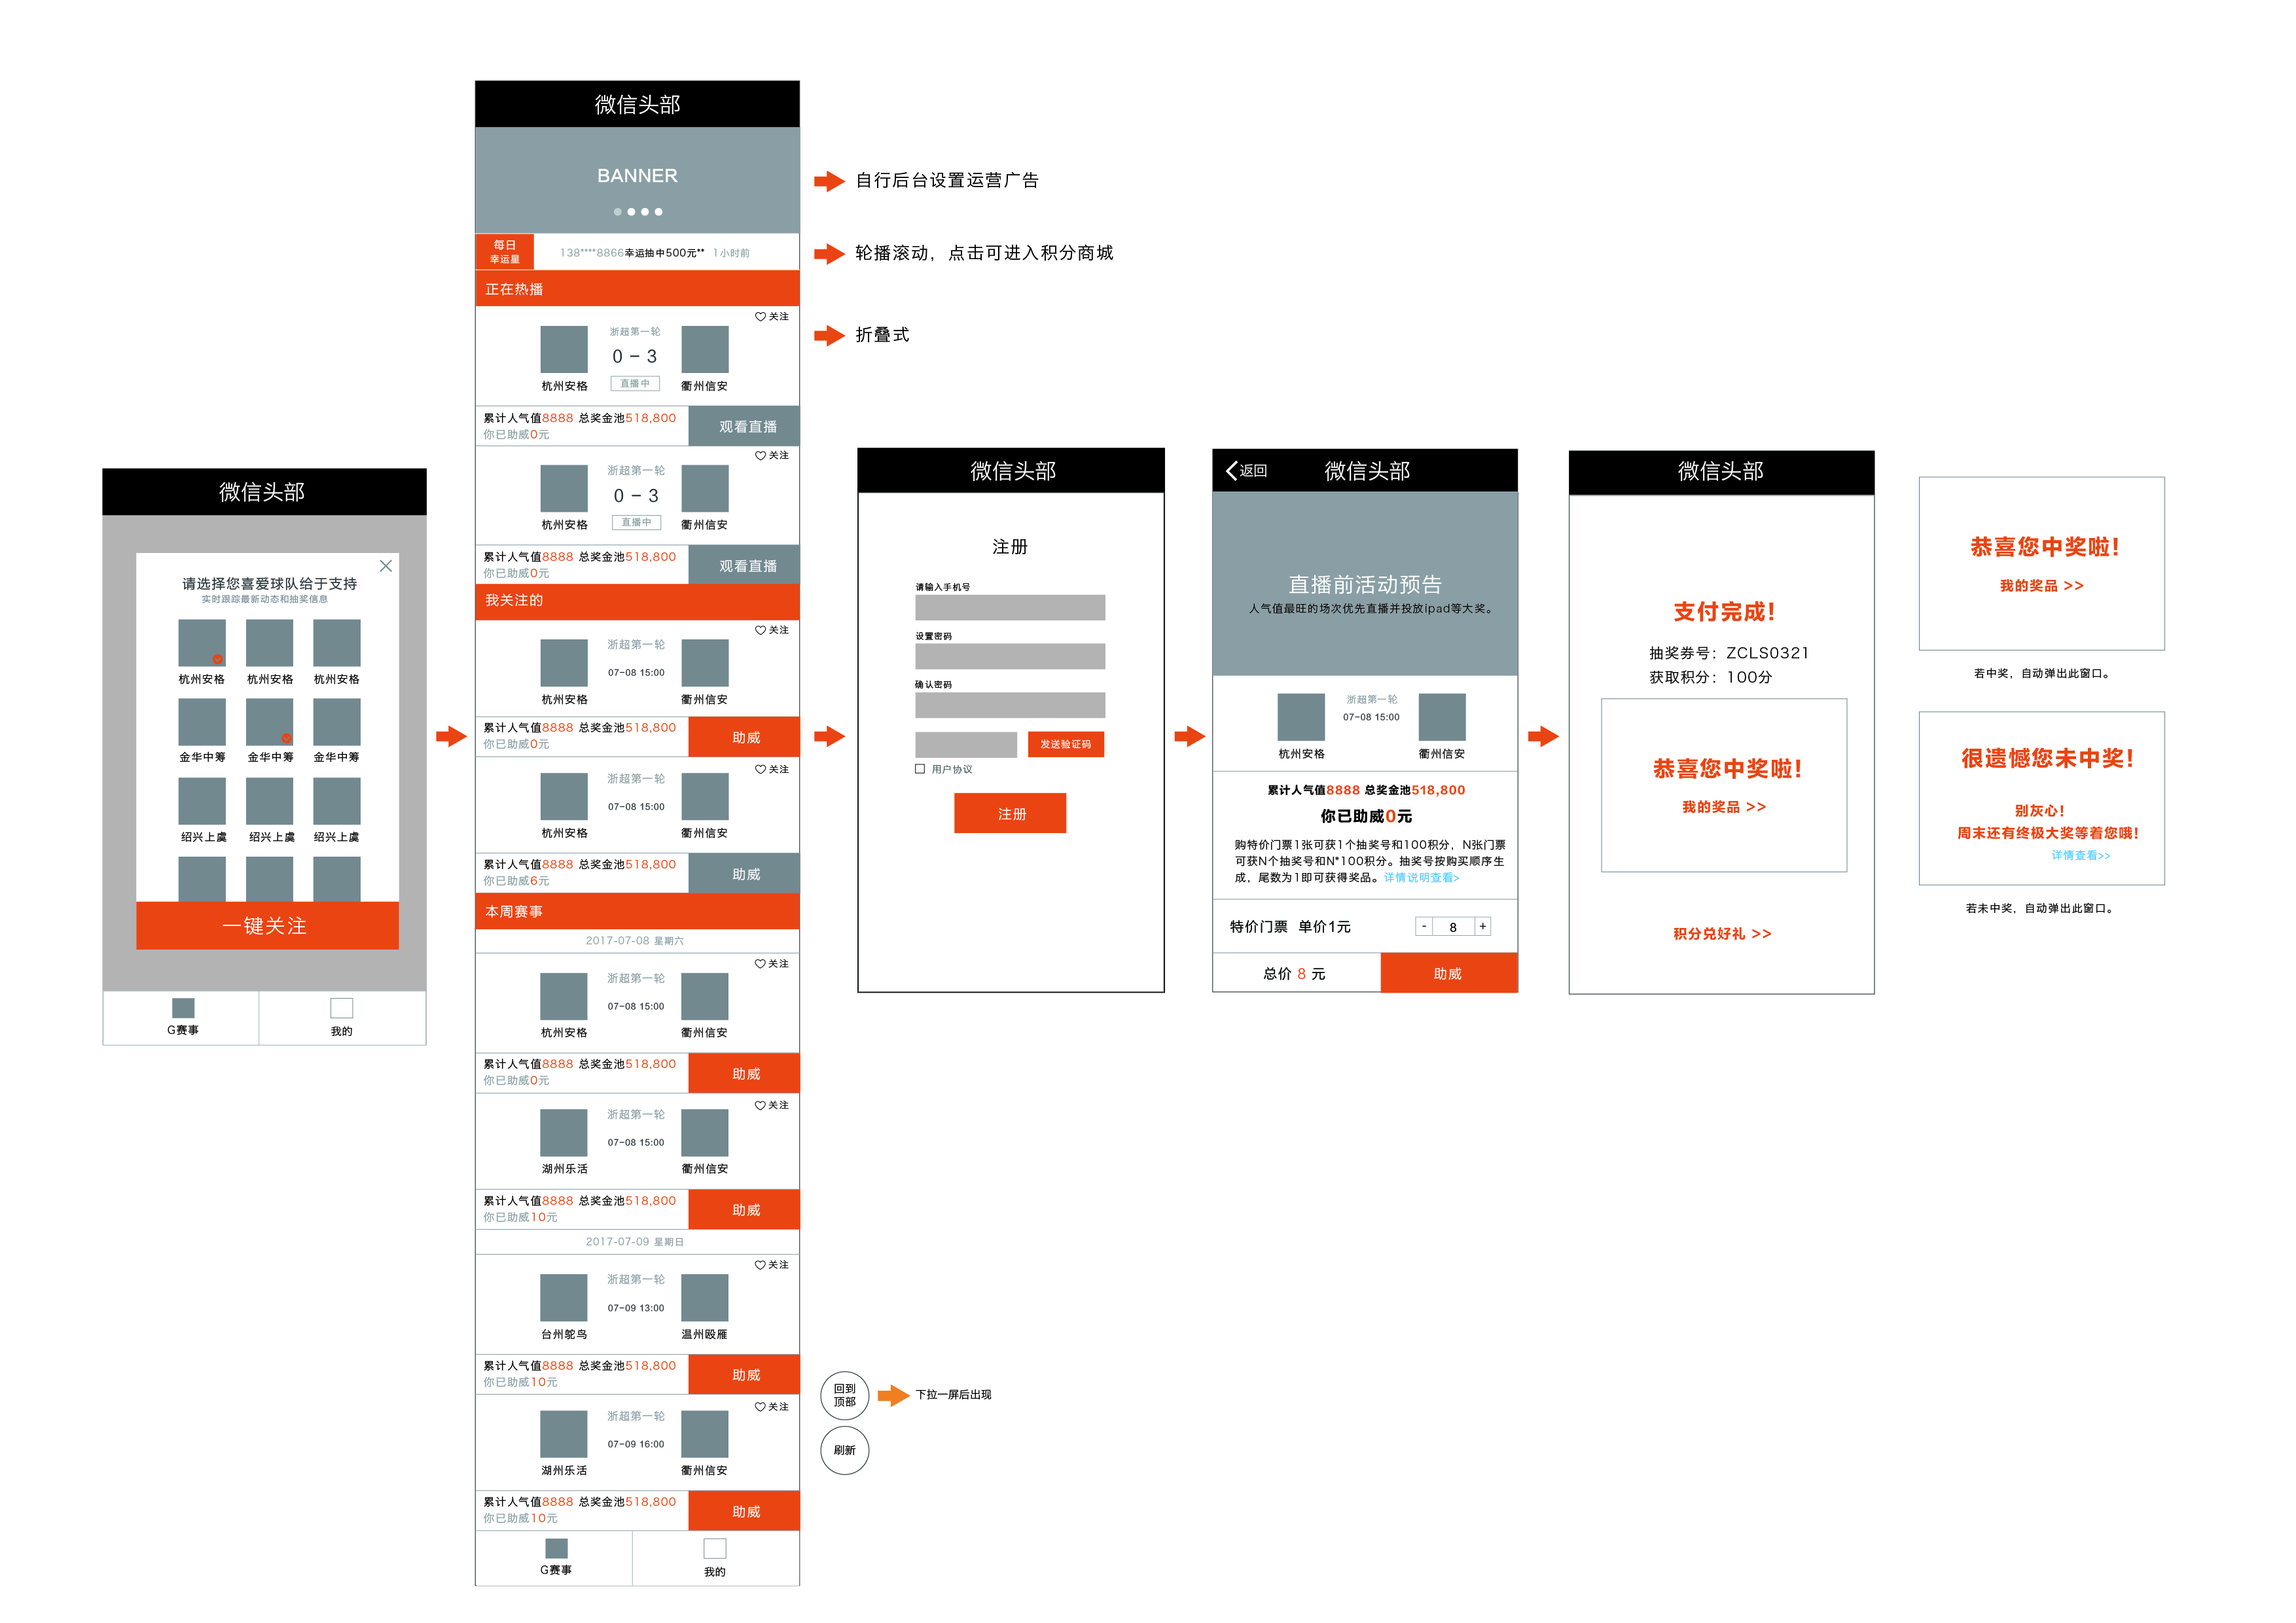 微信头部
请选择您喜爱球队给于支持
实时跟踪最新动态和抽奖信息
杭州安格 杭州安格 杭州安格
金华中筹 金华中筹 金华中筹
绍兴上虞 绍兴上虞 绍兴上虞
一键关注
G赛事 我的
微信头部
BANNER
每日
幸运星
138****8866幸运抽中500元** 1小时前
正在热播
关注
浙超第一轮
0 - 3
直播中
杭州安格 衢州信安
累计人气值8888 总奖金池518,800
你已助威0元
观看直播
关注
浙超第一轮
0 - 3
直播中
杭州安格 衢州信安
累计人气值8888 总奖金池518,800
你已助威0元
观看直播
我关注的
关注
浙超第一轮
07-08 15:00
杭州安格 衢州信安
累计人气值8888 总奖金池518,800
你已助威0元
助威
关注
浙超第一轮
07-08 15:00
杭州安格 衢州信安
累计人气值8888 总奖金池518,800
你已助威6元
助威
本周赛事
2017-07-08 星期六
关注
浙超第一轮
07-08 15:00
杭州安格 衢州信安
累计人气值8888 总奖金池518,800
你已助威0元
助威
关注
浙超第一轮
07-08 15:00
湖州乐活 衢州信安
累计人气值8888 总奖金池518,800
你已助威10元
助威
2017-07-09 星期日
关注
浙超第一轮
07-09 13:00
台州鸵鸟 温州殴雁
累计人气值8888 总奖金池518,800
你已助威10元
助威
关注
浙超第一轮
07-09 16:00
湖州乐活 衢州信安
累计人气值8888 总奖金池518,800
你已助威10元
助威
G赛事 我的
自行后台设置运营广告
轮播滚动，点击可进入积分商城
折叠式
回到
顶部
下拉一屏后出现
刷新
微信头部
注册
请输入手机号
设置密码
确认密码
发送验证码
用户协议
注册
返回 微信头部
直播前活动预告
人气值最旺的场次优先直播并投放ipad等大奖。
浙超第一轮
07-08 15:00
杭州安格 衢州信安
累计人气值8888 总奖金池518,800
你已助威0元
购特价门票1张可获1个抽奖号和100积分，N张门票
可获N个抽奖号和N*100积分。抽奖号按购买顺序生
成，尾数为1即可获得奖品。详情说明查看>
特价门票 单价1元 - 8 +
总价 8 元 助威
微信头部
支付完成！
抽奖券号：ZCLS0321
获取积分：100分
恭喜您中奖啦！
我的奖品 >>
积分兑好礼 >>
恭喜您中奖啦！
我的奖品 >>
若中奖，自动弹出此窗口。
很遗憾您未中奖！
别灰心！
周末还有终极大奖等着您哦！
详情查看>>
若未中奖，自动弹出此窗口。